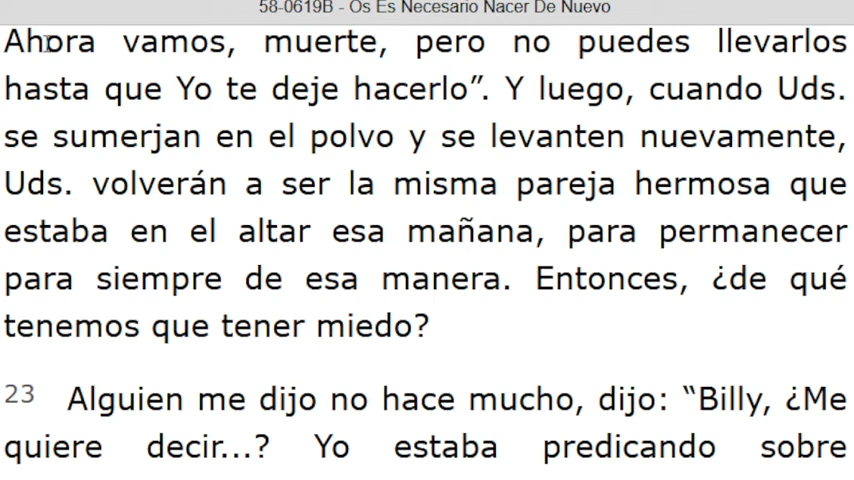 58-0619B - Os Es Necesario Nacer De Nuevo
Ahora vamos, muerte, pero no puedes llevarlos
hasta que Yo te deje hacerlo”. Y luego, cuando Uds.
se sumerjan en el polvo y se levanten nuevamente,
Uds. volverán a ser la misma pareja hermosa que
estaba en el altar esa mañana, para permanecer
para siempre de esa manera. Entonces, ¿de qué
tenemos que tener miedo?
23 Alguien me dijo no hace mucho, dijo: “Billy, ¿Me
quiere decir...? Yo estaba predicando sobre